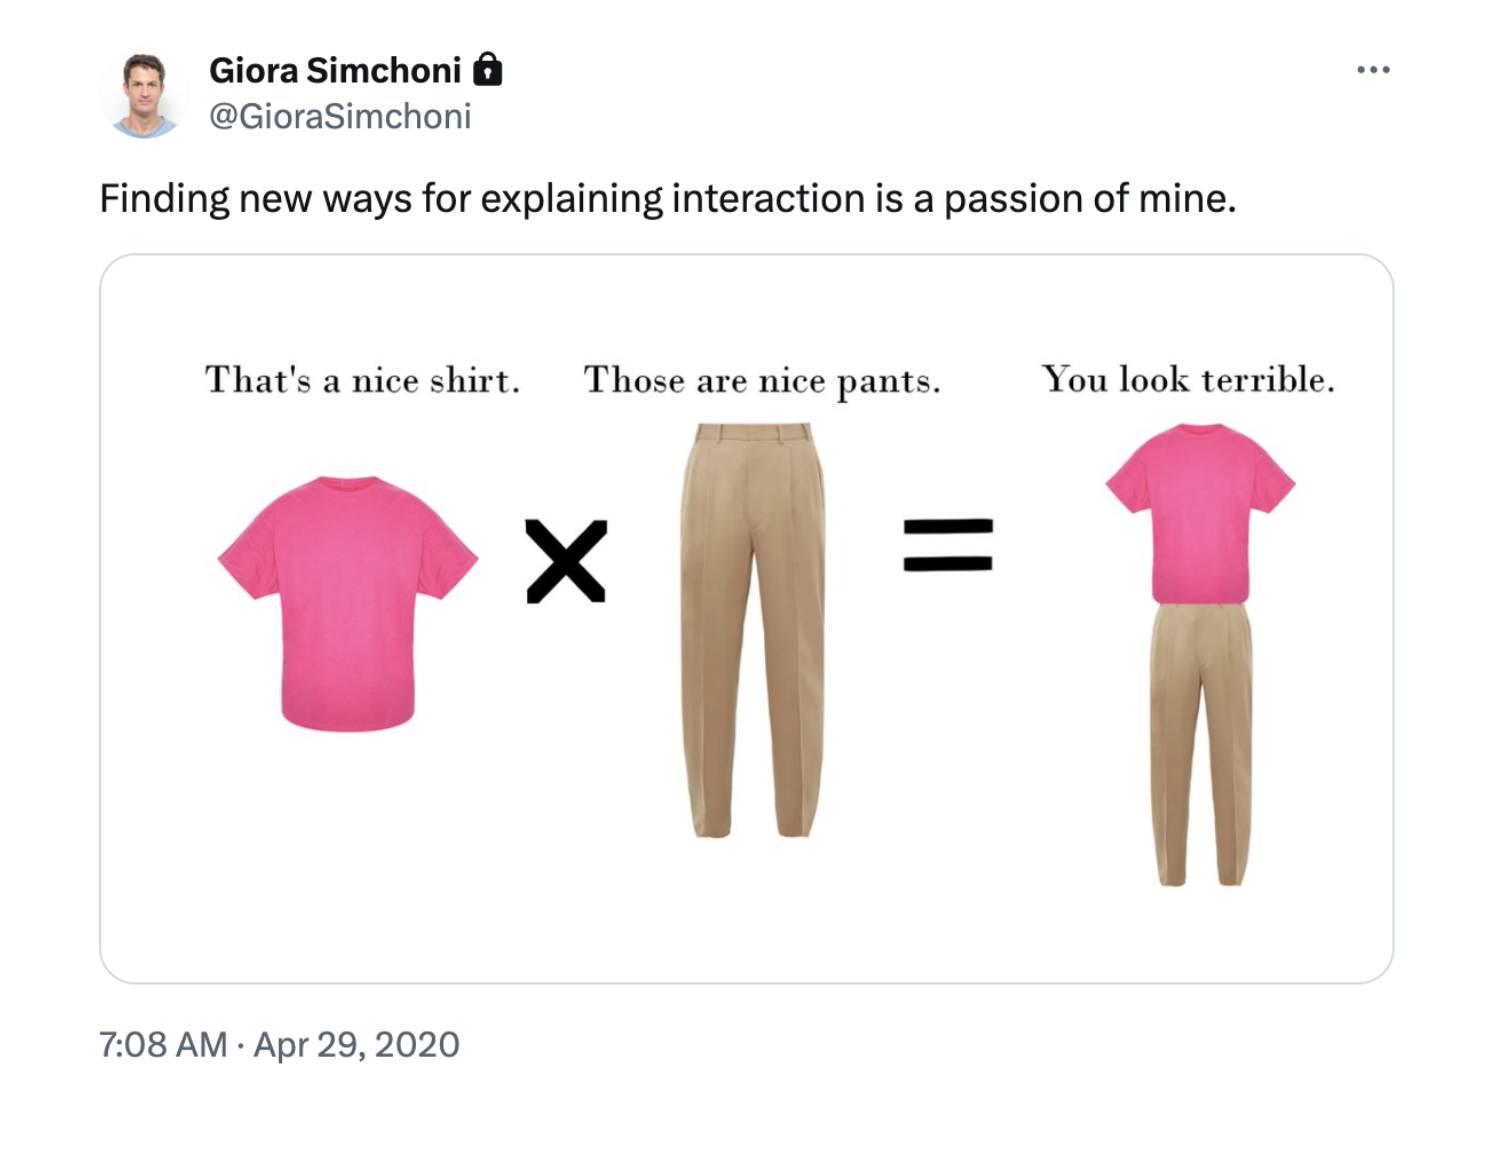 Giora Simchoni
@GioraSimchoni
Finding new ways for explaining interaction is a passion of mine.
That's a nice shirt. Those are nice pants. You look terrible.
7:08 AM · Apr 29, 2020